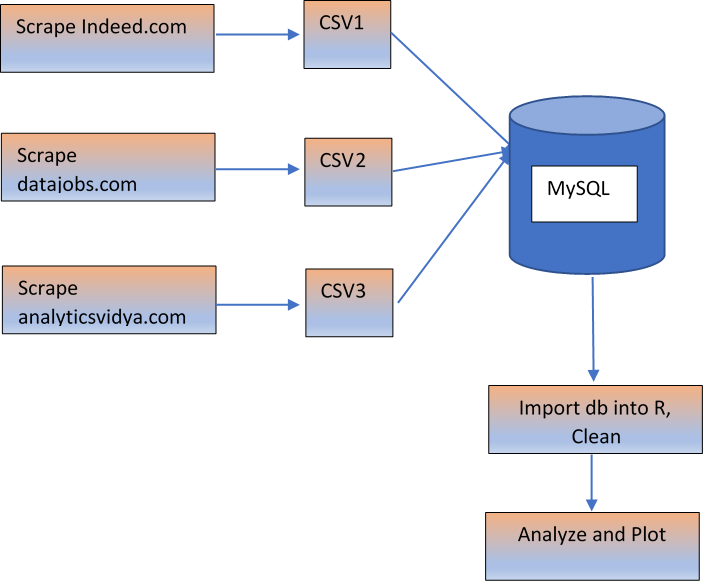 Scrape Indeed.com
CSV1
Scrape
datajobs.com
CSV2
Scrape
analyticsvidya.com
CSV3
MySQL
Import db into R,
Clean
Analyze and Plot